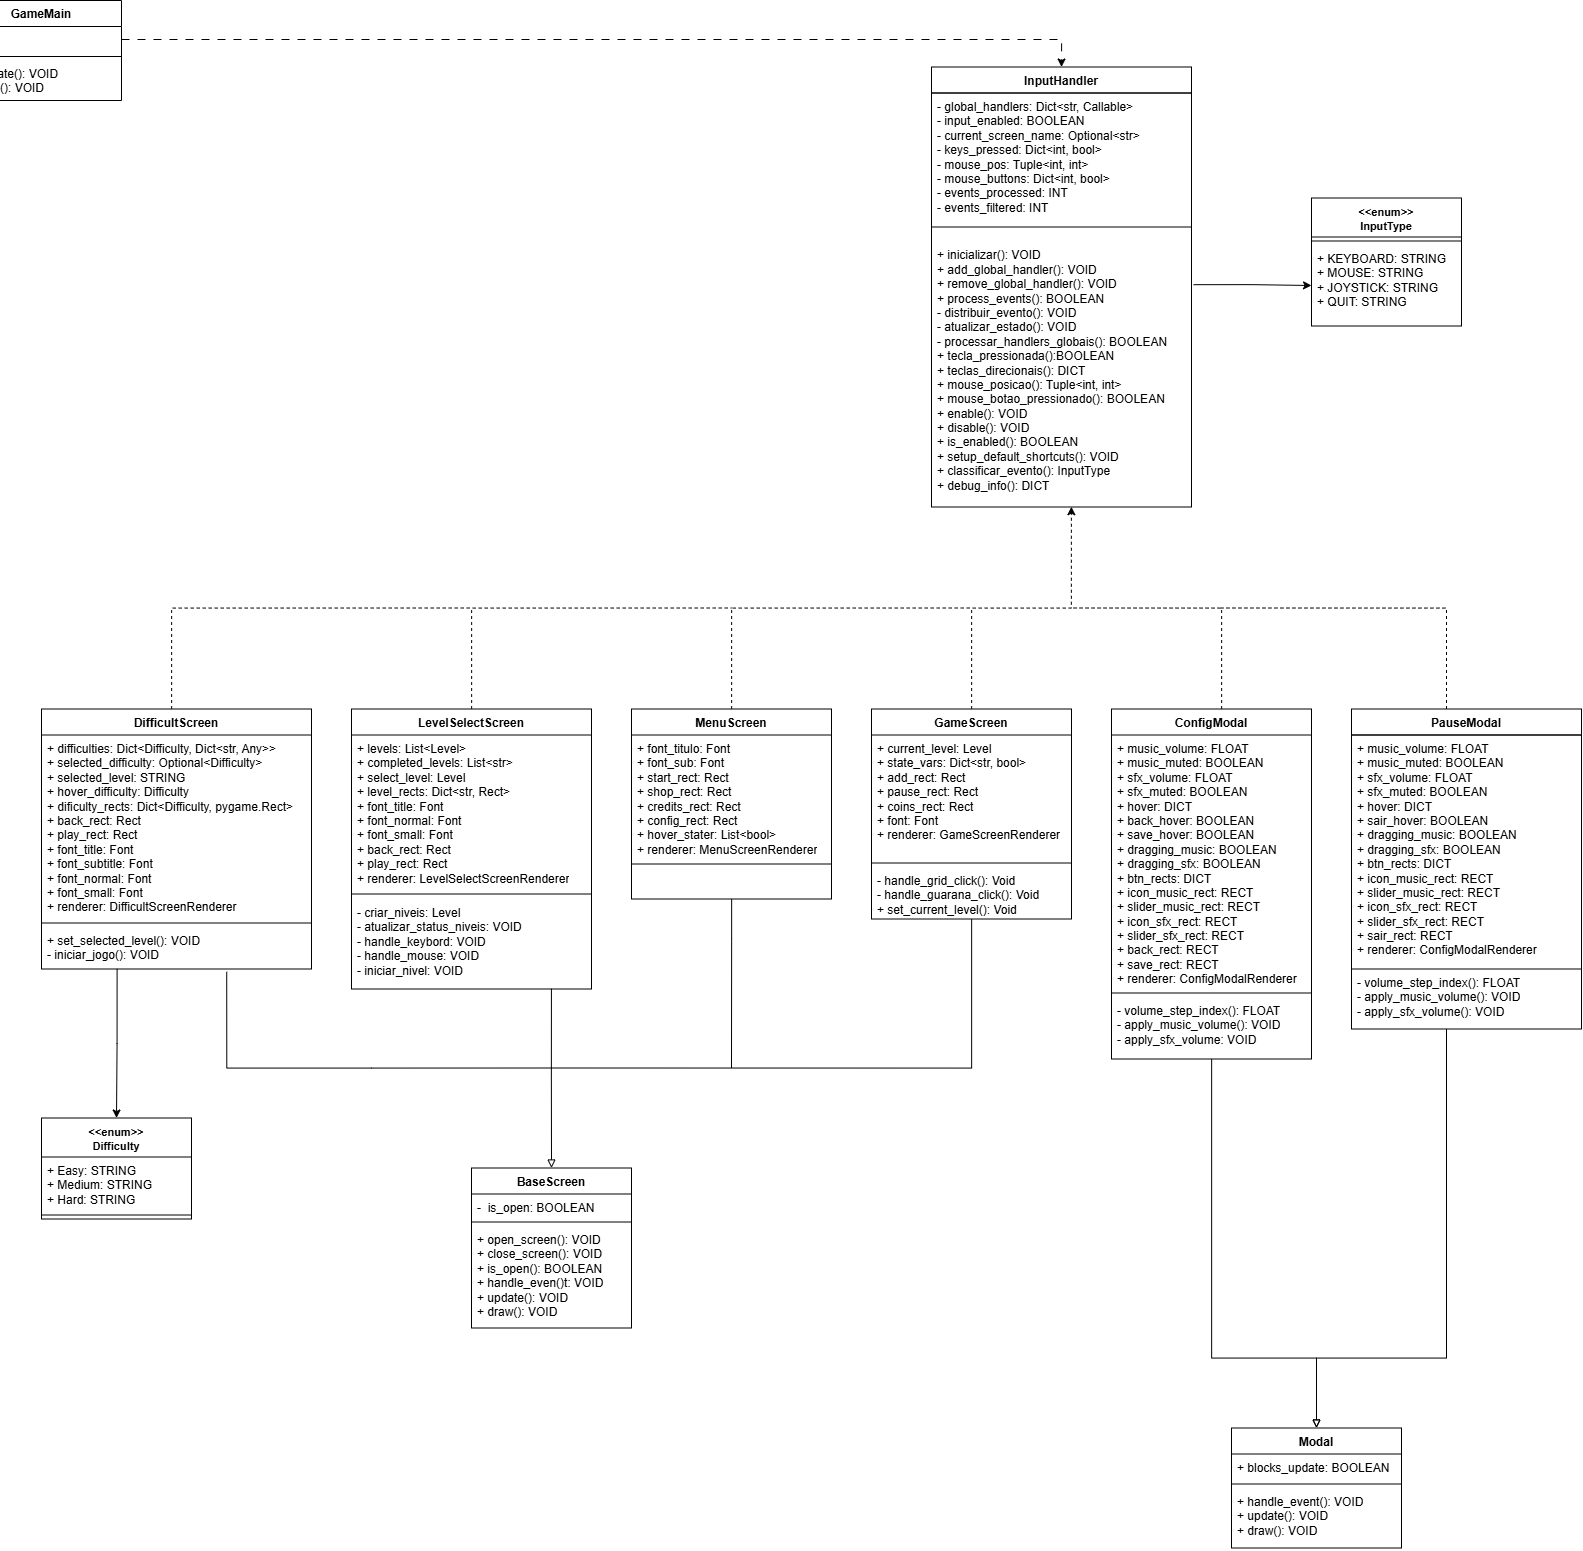 GameMain
ate(): VOID
(): VOID
InputHandler
- global_handlers: Dict<str, Callable>
- input_enabled: BOOLEAN
- current_screen_name: Optional<str>
- keys_pressed: Dict<int, bool>
- mouse_pos: Tuple<int, int>
- mouse_buttons: Dict<int, bool>
- events_processed: INT
- events_filtered: INT
+ inicializar(): VOID
+ add_global_handler(): VOID
+ remove_global_handler(): VOID
+ process_events(): BOOLEAN
- distribuir_evento(): VOID
- atualizar_estado(): VOID
- processar_handlers_globais(): BOOLEAN
+ tecla_pressionada():BOOLEAN
+ teclas_direcionais(): DICT
+ mouse_posicao(): Tuple<int, int>
+ mouse_botao_pressionado(): BOOLEAN
+ enable(): VOID
+ disable(): VOID
+ is_enabled(): BOOLEAN
+ setup_default_shortcuts(): VOID
+ classificar_evento(): InputType
+ debug_info(): DICT
<<enum>>
InputType
+ KEYBOARD: STRING
+ MOUSE: STRING
+ JOYSTICK: STRING
+ QUIT: STRING
DifficultScreen
+ difficulties: Dict<Difficulty, Dict<str, Any>>
+ selected_difficulty: Optional<Difficulty>
+ selected_level: STRING
+ hover_difficulty: Difficulty
+ dificulty_rects: Dict<Difficulty, pygame.Rect>
+ back_rect: Rect
+ play_rect: Rect
+ font_title: Font
+ font_subtitle: Font
+ font_normal: Font
+ font_small: Font
+ renderer: DifficultScreenRenderer
+ set_selected_level(): VOID
- iniciar_jogo(): VOID
LevelSelectScreen
+ levels: List<Level>
+ completed_levels: List<str>
+ select_level: Level
+ level_rects: Dict<str, Rect>
+ font_title: Font
+ font_normal: Font
+ font_small: Font
+ back_rect: Rect
+ play_rect: Rect
+ renderer: LevelSelectScreenRenderer
- criar_niveis: Level
- atualizar_status_niveis: VOID
- handle_keybord: VOID
- handle_mouse: VOID
- iniciar_nivel: VOID
MenuScreen
+ font_titulo: Font
+ font_sub: Font
+ start_rect: Rect
+ shop_rect: Rect
+ credits_rect: Rect
+ config_rect: Rect
+ hover_stater: List<bool>
+ renderer: MenuScreenRenderer
GameScreen
+ current_level: Level
+ state_vars: Dict<str, bool>
+ add_rect: Rect
+ pause_rect: Rect
+ coins_rect: Rect
+ font: Font
+ renderer: GameScreenRenderer
- handle_grid_click(): Void
- handle_guarana_click(): Void
+ set_current_level(): Void
ConfigModal
+ music_volume: FLOAT
+ music_muted: BOOLEAN
+ sfx_volume: FLOAT
+ sfx_muted: BOOLEAN
+ hover: DICT
+ back_hover: BOOLEAN
+ save_hover: BOOLEAN
+ dragging_music: BOOLEAN
+ dragging_sfx: BOOLEAN
+ btn_rects: DICT
+ icon_music_rect: RECT
+ slider_music_rect: RECT
+ icon_sfx_rect: RECT
+ slider_sfx_rect: RECT
+ back_rect: RECT
+ save_rect: RECT
+ renderer: ConfigModalRenderer
- volume_step_index(): FLOAT
- apply_music_volume(): VOID
- apply_sfx_volume: VOID
PauseModal
+ music_volume: FLOAT
+ music_muted: BOOLEAN
+ sfx_volume: FLOAT
+ sfx_muted: BOOLEAN
+ hover: DICT
+ sair_hover: BOOLEAN
+ dragging_music: BOOLEAN
+ dragging_sfx: BOOLEAN
+ btn_rects: DICT
+ icon_music_rect: RECT
+ slider_music_rect: RECT
+ icon_sfx_rect: RECT
+ slider_sfx_rect: RECT
+ sair_rect: RECT
+ renderer: ConfigModalRenderer
- volume_step_index(): FLOAT
- apply_music_volume(): VOID
- apply_sfx_volume(): VOID
<<enum>>
Difficulty
+ Easy: STRING
+ Medium: STRING
+ Hard: STRING
BaseScreen
- is_open: BOOLEAN
+ open_screen(): VOID
+ close_screen(): VOID
+ is_open(): BOOLEAN
+ handle_even()t: VOID
+ update(): VOID
+ draw(): VOID
Modal
+ blocks_update: BOOLEAN
+ handle_event(): VOID
+ update(): VOID
+ draw(): VOID